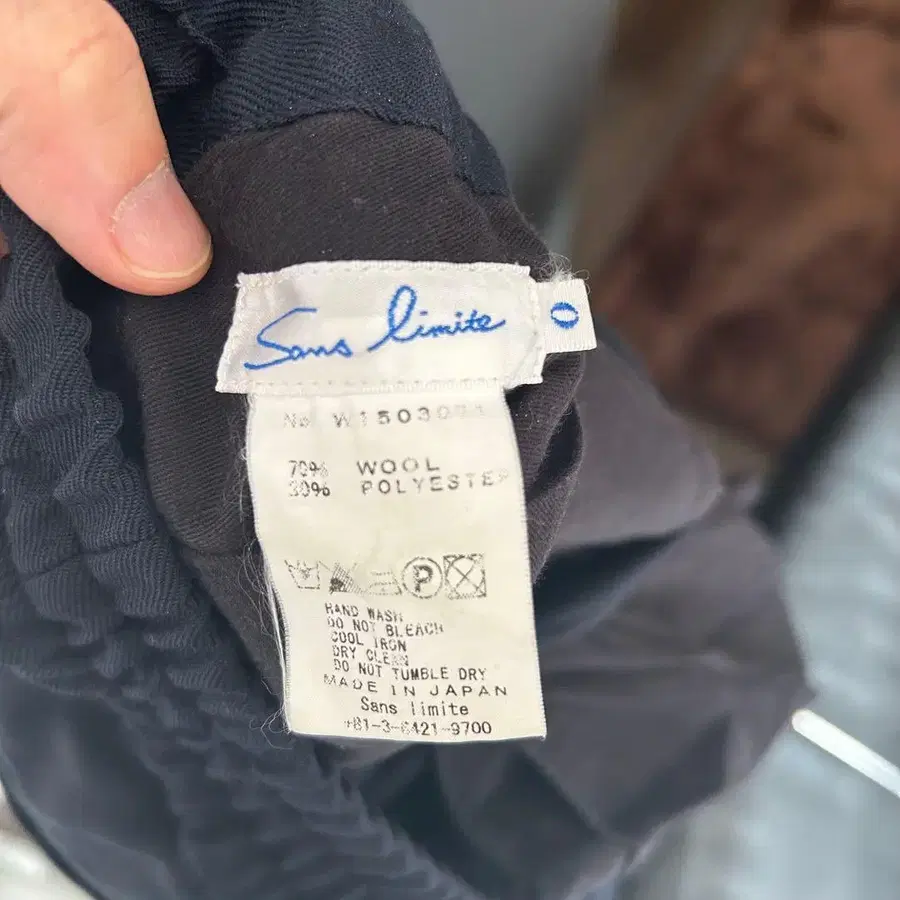 Sans limite
0
No W15030
70% WOOL
30% POLYESTER
P
HAND WASH
DO NOT BLEACH
COOL IRON
DRY CLEAN
DO NOT TUMBLE DRY
MADE IN JAPAN
Sans limite
+81-3-6421-9700